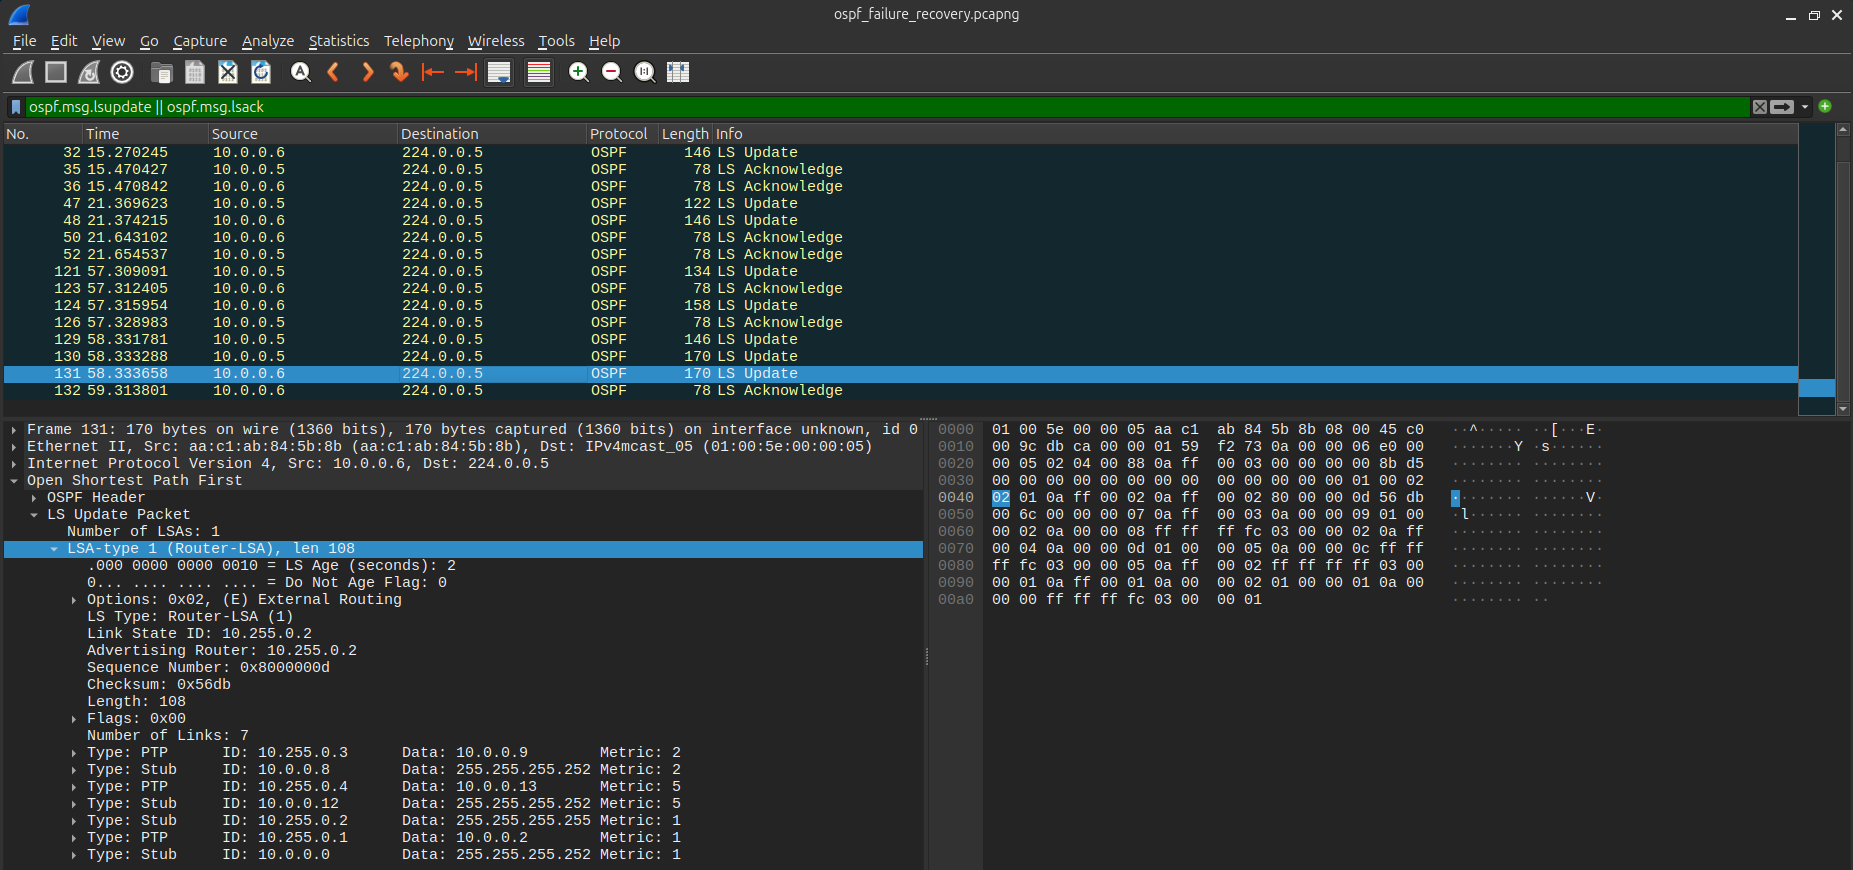 ospf_failure_recovery.pcapng
File Edit View Go Capture Analyze Statistics Telephony Wireless Tools Help
ospf.msg.lsupdate || ospf.msg.lsack
No. Time Source Destination Protocol Length Info
32 15.270245 10.0.0.6 224.0.0.5 OSPF 146 LS Update
35 15.470427 10.0.0.5 224.0.0.5 OSPF 78 LS Acknowledge
36 15.470842 10.0.0.6 224.0.0.5 OSPF 78 LS Acknowledge
47 21.369623 10.0.0.5 224.0.0.5 OSPF 122 LS Update
48 21.374215 10.0.0.6 224.0.0.5 OSPF 146 LS Update
50 21.643102 10.0.0.6 224.0.0.5 OSPF 78 LS Acknowledge
52 21.654537 10.0.0.5 224.0.0.5 OSPF 78 LS Acknowledge
121 57.309091 10.0.0.5 224.0.0.5 OSPF 134 LS Update
123 57.312405 10.0.0.6 224.0.0.5 OSPF 78 LS Acknowledge
124 57.315954 10.0.0.6 224.0.0.5 OSPF 158 LS Update
126 57.328983 10.0.0.5 224.0.0.5 OSPF 78 LS Acknowledge
129 58.331781 10.0.0.5 224.0.0.5 OSPF 146 LS Update
130 58.333288 10.0.0.5 224.0.0.5 OSPF 170 LS Update
131 58.333658 10.0.0.6 224.0.0.5 OSPF 170 LS Update
132 59.313801 10.0.0.6 224.0.0.5 OSPF 78 LS Acknowledge
Frame 131: 170 bytes on wire (1360 bits), 170 bytes captured (1360 bits) on interface unknown, id 0
Ethernet II, Src: aa:c1:ab:84:5b:8b (aa:c1:ab:84:5b:8b), Dst: IPv4mcast_05 (01:00:5e:00:00:05)
Internet Protocol Version 4, Src: 10.0.0.6, Dst: 224.0.0.5
Open Shortest Path First
OSPF Header
LS Update Packet
Number of LSAs: 1
LSA-type 1 (Router-LSA), len 108
.000 0000 0000 0010 = LS Age (seconds): 2
0... .... .... .... = Do Not Age Flag: 0
Options: 0x02, (E) External Routing
LS Type: Router-LSA (1)
Link State ID: 10.255.0.2
Advertising Router: 10.255.0.2
Sequence Number: 0x8000000d
Checksum: 0x56db
Length: 108
Flags: 0x00
Number of Links: 7
Type: PTP ID: 10.255.0.3 Data: 10.0.0.9 Metric: 2
Type: Stub ID: 10.0.0.8 Data: 255.255.255.252 Metric: 2
Type: PTP ID: 10.255.0.4 Data: 10.0.0.13 Metric: 5
Type: Stub ID: 10.0.0.12 Data: 255.255.255.252 Metric: 5
Type: Stub ID: 10.255.0.2 Data: 255.255.255.255 Metric: 1
Type: PTP ID: 10.255.0.1 Data: 10.0.0.2 Metric: 1
Type: Stub ID: 10.0.0.0 Data: 255.255.255.252 Metric: 1
0000 01 00 5e 00 00 05 aa c1 ab 84 5b 8b 08 00 45 c0 ··^····· ··[···E·
0010 00 9c db ca 00 00 01 59 f2 73 0a 00 00 06 e0 00 ·······Y ·s······
0020 00 05 02 04 00 88 0a ff 00 03 00 00 00 00 8b d5 ········ ········
0030 00 00 00 00 00 00 00 00 00 00 00 00 01 00 02 ········ ········
0040 02 01 0a ff 00 02 0a ff 00 02 80 00 00 0d 56 db ········ ······V·
0050 00 6c 00 00 00 07 0a ff 00 03 0a 00 00 09 01 00 ·l······ ········
0060 00 02 0a 00 00 08 ff ff ff fc 03 00 00 02 0a ff ········ ········
0070 00 04 0a 00 00 0d 01 00 00 05 0a 00 00 0c ff ff ········ ········
0080 ff fc 03 00 00 05 0a ff 00 02 ff ff ff ff 03 00 ········ ········
0090 00 01 0a ff 00 01 0a 00 00 02 01 00 00 01 0a 00 ········ ········
00a0 00 00 ff ff ff fc 03 00 00 01 ········ ··